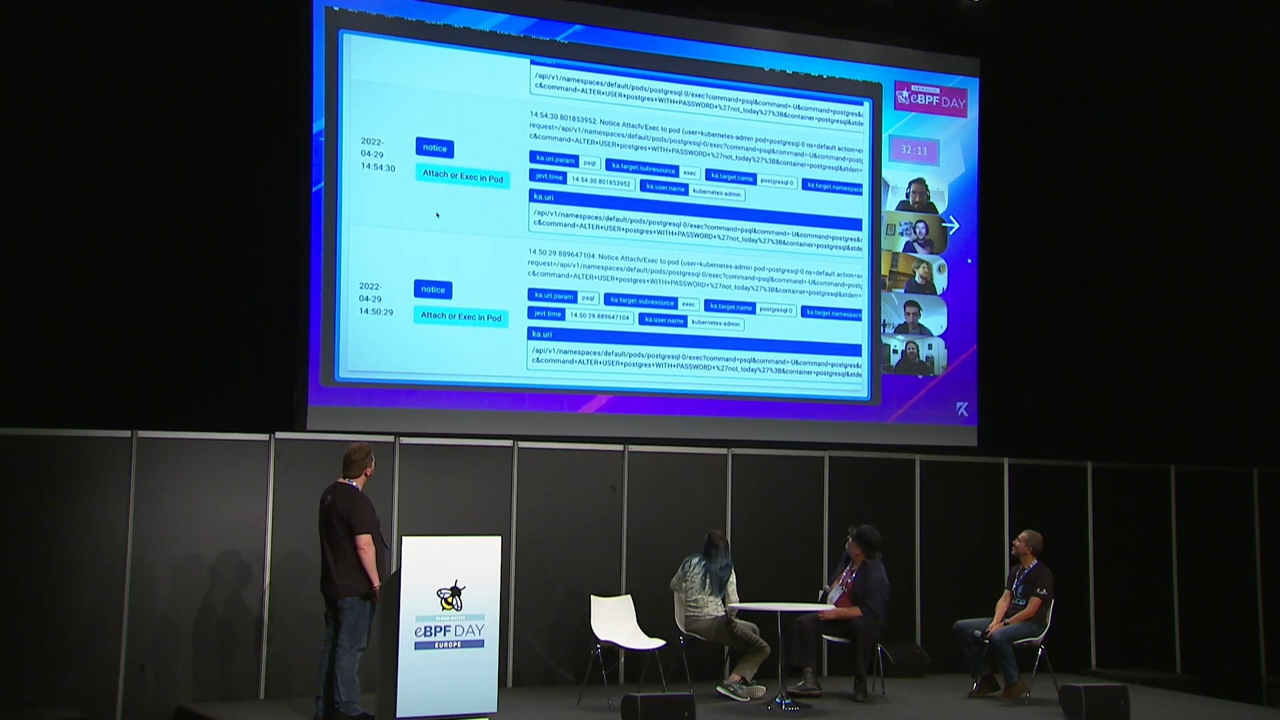 ka.uri
/api/v1/namespaces/default/pods/postgresql-0/exec?command=psql&command=-U&command=postgres&c
c&command=ALTER+USER+postgres+WITH+PASSWORD+%27not_today%27%3B&container=postgresql&stde
2022-
04-29
14:54:30
notice
Attach or Exec in Pod
14:54:30.801853952: Notice Attach/Exec to pod (user=kubernetes-admin pod=postgresql-0 ns=default action=e
request=/api/v1/namespaces/default/pods/postgresql-0/exec?command=psql&command=-U&command=postg
c&command=ALTER+USER+postgres+WITH+PASSWORD+%27not_today%27%3B&container=postgresql&stderr=
ka.uri.param psql ka.target.subresource exec ka.target.name postgresql-0 ka.target.namespace
jevt.time 14:54:30.801853952 ka.user.name kubernetes-admin
ka.uri
/api/v1/namespaces/default/pods/postgresql-0/exec?command=psql&command=-U&command=postgres&c
c&command=ALTER+USER+postgres+WITH+PASSWORD+%27not_today%27%3B&container=postgresql&stde
2022-
04-29
14:50:29
notice
Attach or Exec in Pod
14:50:29.889647104: Notice Attach/Exec to pod (user=kubernetes-admin pod=postgresql-0 ns=default action=e
request=/api/v1/namespaces/default/pods/postgresql-0/exec?command=psql&command=-U&command=postg
c&command=ALTER+USER+postgres+WITH+PASSWORD+%27not_today%27%3B&container=postgresql&stderr=
ka.uri.param psql ka.target.subresource exec ka.target.name postgresql-0 ka.target.namespace
jevt.time 14:50:29.889647104 ka.user.name kubernetes-admin
ka.uri
/api/v1/namespaces/default/pods/postgresql-0/exec?command=psql&command=-U&command=postgres&c
c&command=ALTER+USER+postgres+WITH+PASSWORD+%27not_today%27%3B&container=postgresql&stde
eBPF DAY
32:13
CLOUD NATIVE
eBPF DAY
EUROPE